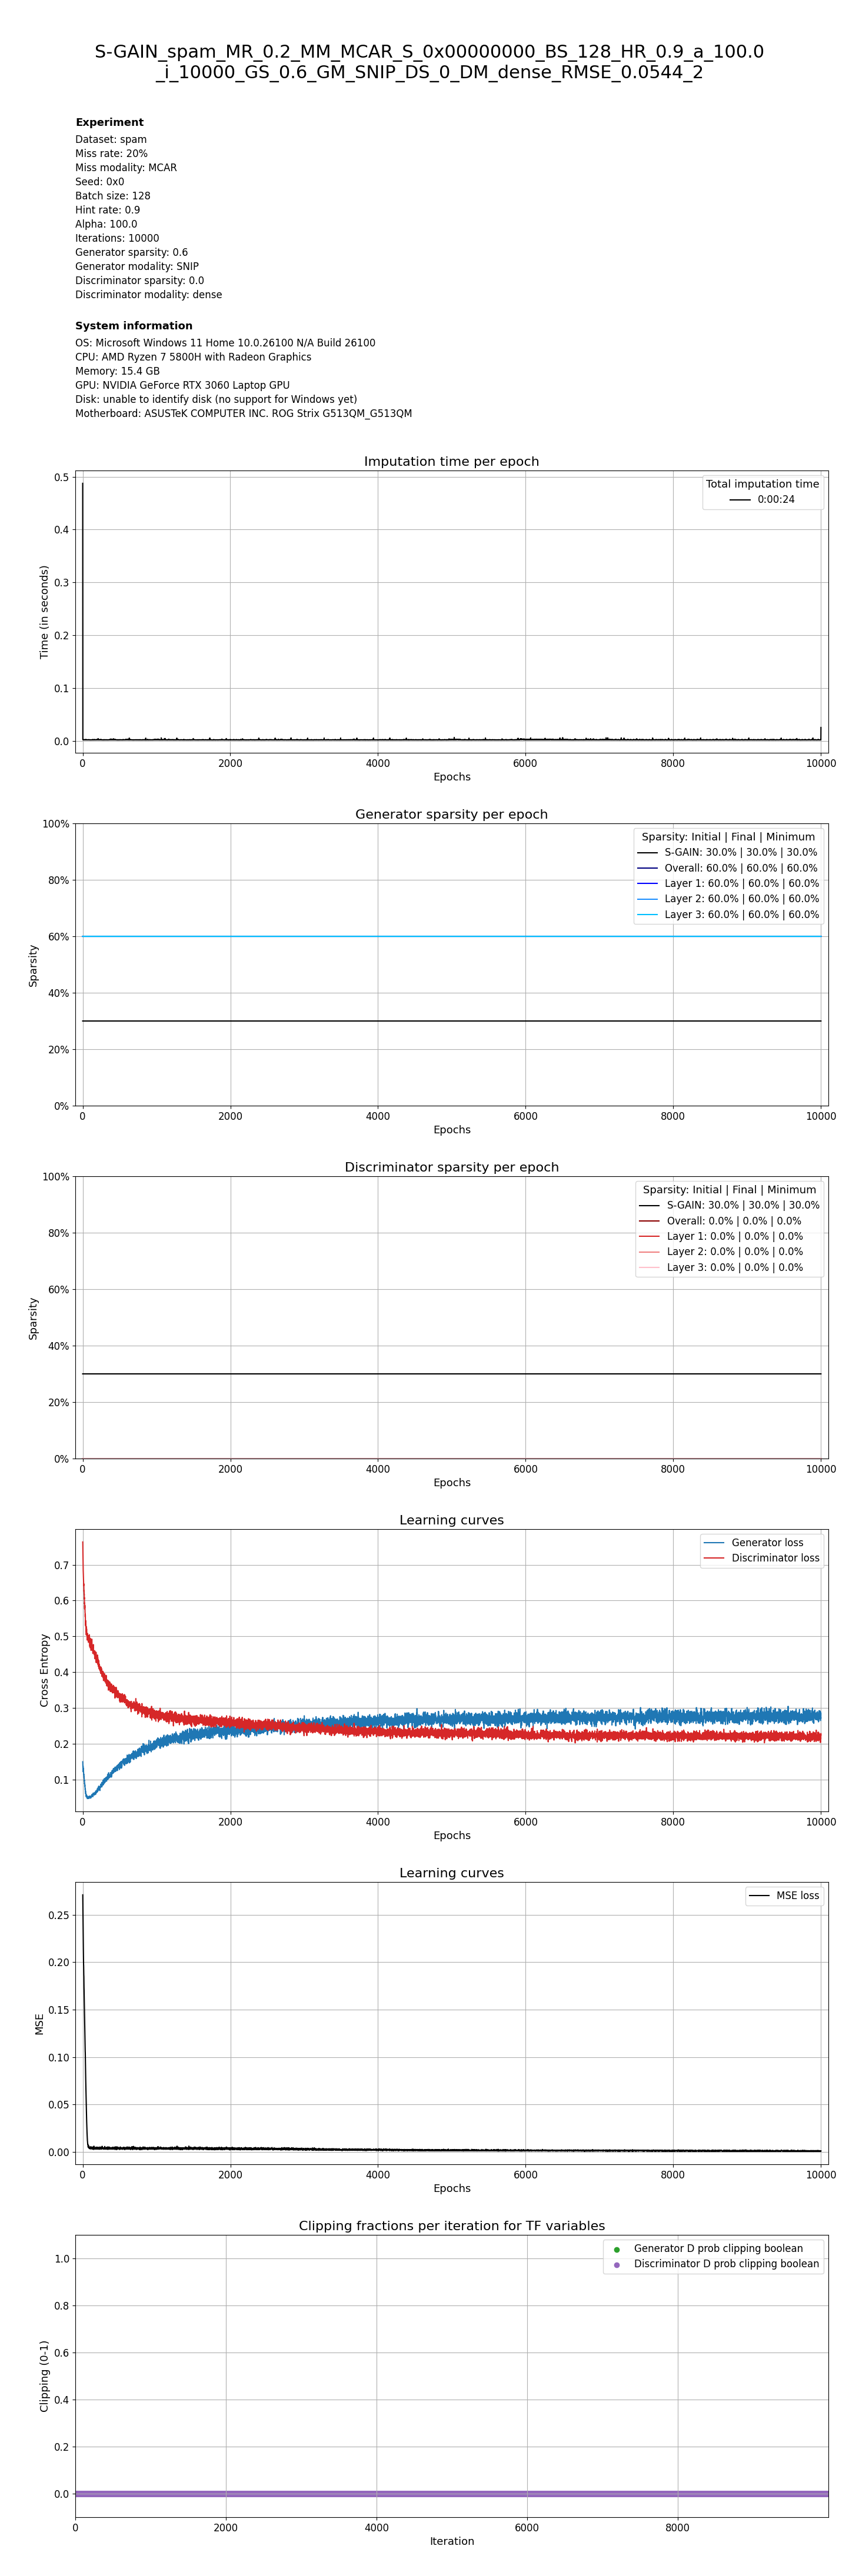 S-GAIN_spam_MR_0.2_MM_MCAR_S_0x00000000_BS_128_HR_0.9_a_100.0
_i_10000_GS_0.6_GM_SNIP_DS_0_DM_dense_RMSE_0.0544_2
Experiment
Dataset: spam
Miss rate: 20%
Miss modality: MCAR
Seed: 0x0
Batch size: 128
Hint rate: 0.9
Alpha: 100.0
Iterations: 10000
Generator sparsity: 0.6
Generator modality: SNIP
Discriminator sparsity: 0.0
Discriminator modality: dense
System information
OS: Microsoft Windows 11 Home 10.0.26100 N/A Build 26100
CPU: AMD Ryzen 7 5800H with Radeon Graphics
Memory: 15.4 GB
GPU: NVIDIA GeForce RTX 3060 Laptop GPU
Disk: unable to identify disk (no support for Windows yet)
Motherboard: ASUSTeK COMPUTER INC. ROG Strix G513QM_G513QM
Imputation time per epoch
Total imputation time
0:00:24
0.5
0.4
0.3
0.2
0.1
0.0
Time (in seconds)
0 2000 4000 6000 8000 10000
Epochs
Generator sparsity per epoch
Sparsity: Initial | Final | Minimum
S-GAIN: 30.0% | 30.0% | 30.0%
Overall: 60.0% | 60.0% | 60.0%
Layer 1: 60.0% | 60.0% | 60.0%
Layer 2: 60.0% | 60.0% | 60.0%
Layer 3: 60.0% | 60.0% | 60.0%
100%
80%
60%
40%
20%
0%
Sparsity
0 2000 4000 6000 8000 10000
Epochs
Discriminator sparsity per epoch
Sparsity: Initial | Final | Minimum
S-GAIN: 30.0% | 30.0% | 30.0%
Overall: 0.0% | 0.0% | 0.0%
Layer 1: 0.0% | 0.0% | 0.0%
Layer 2: 0.0% | 0.0% | 0.0%
Layer 3: 0.0% | 0.0% | 0.0%
100%
80%
60%
40%
20%
0%
Sparsity
0 2000 4000 6000 8000 10000
Epochs
Learning curves
Generator loss
Discriminator loss
0.7
0.6
0.5
0.4
0.3
0.2
0.1
Cross Entropy
0 2000 4000 6000 8000 10000
Epochs
Learning curves
MSE loss
0.25
0.20
0.15
0.10
0.05
0.00
MSE
0 2000 4000 6000 8000 10000
Epochs
Clipping fractions per iteration for TF variables
Generator D prob clipping boolean
Discriminator D prob clipping boolean
1.0
0.8
0.6
0.4
0.2
0.0
Clipping (0-1)
0 2000 4000 6000 8000
Iteration